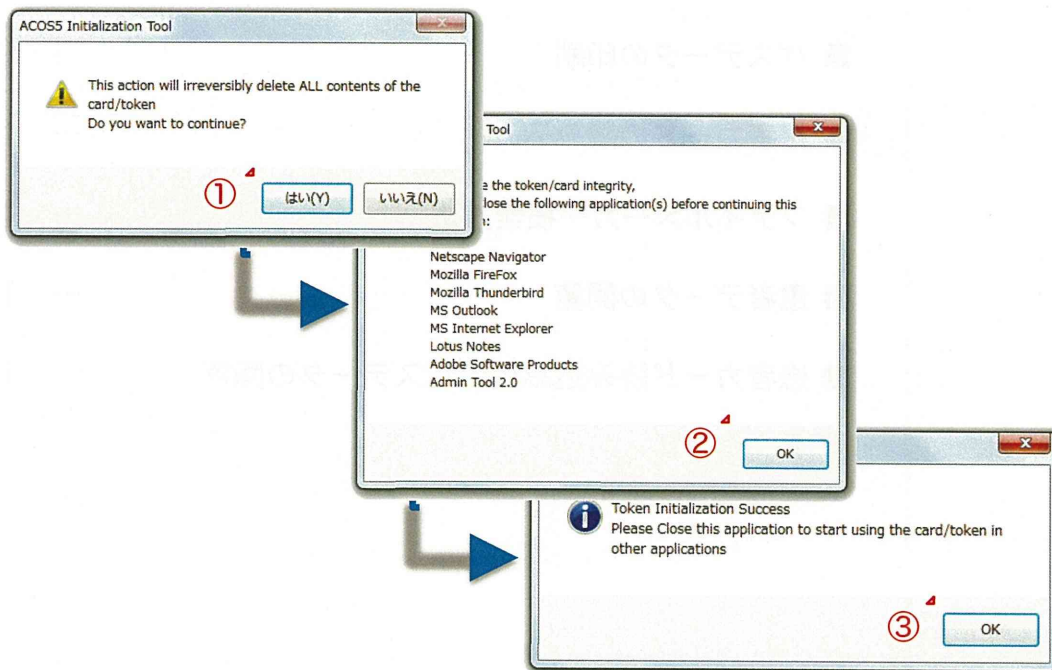 ACOS5 Initialization Tool
This action will irreversibly delete ALL contents of the
card/token
Do you want to continue?
①
はい(Y)
いいえ(N)
Tool
e the token/card integrity,
lose the following application(s) before continuing this
n:
Netscape Navigator
Mozilla FireFox
Mozilla Thunderbird
MS Outlook
MS Internet Explorer
Lotus Notes
Adobe Software Products
Admin Tool 2.0
②
OK
Token Initialization Success
Please Close this application to start using the card/token in
other applications
③
OK